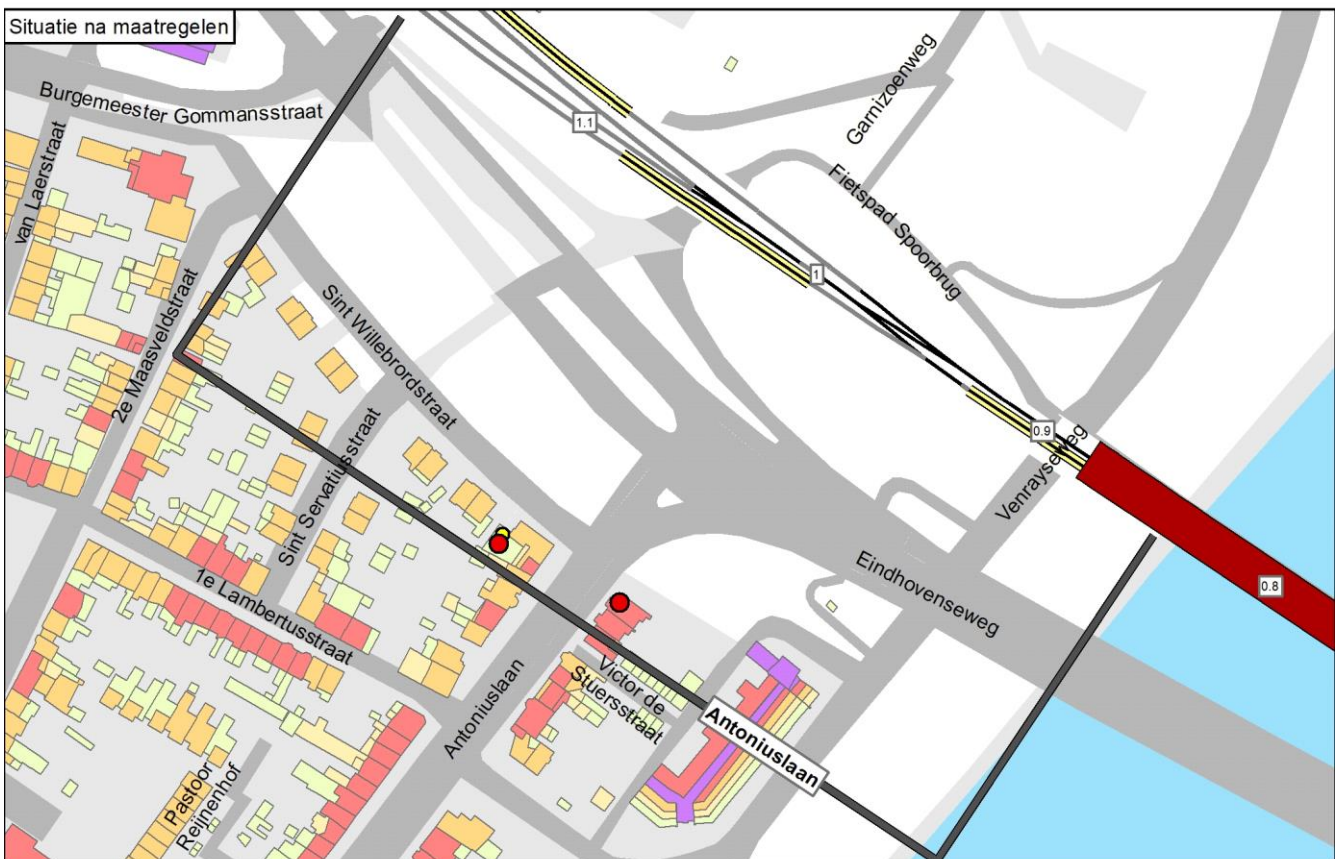 Situatie na maatregelen
Burgemeester Gommansstraat
van Laerstraat
Garnizoenweg
1.1
Fietspad Spoorbrug
1
2e Maasveldstraat
Sint Willebrordstraat
Sint Servatiusstraat
0.9
Venrayseweg
1e Lambertusstraat
Eindhovenseweg
0.8
Antoniuslaan
Victor de
Stuersstraat
Antoniuslaan
Pastoor
Reijnenhof